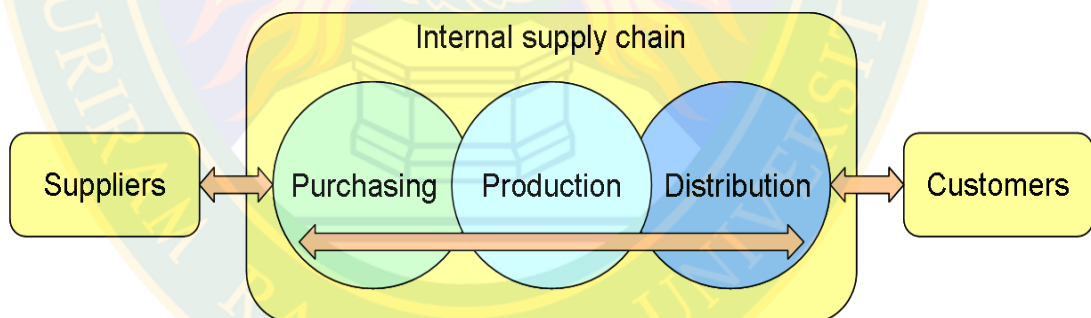 Internal supply chain
Suppliers
Purchasing
Production
Distribution
Customers